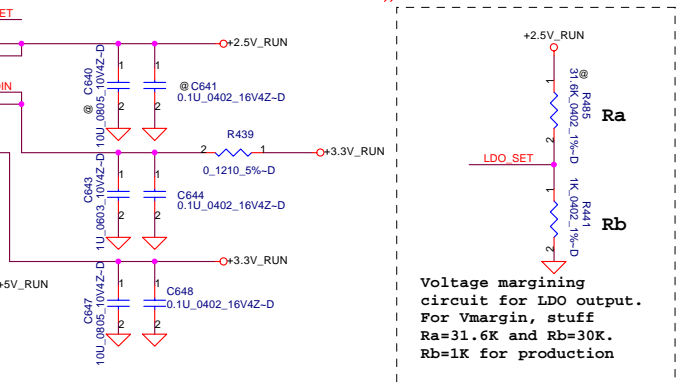 ET
+2.5V_RUN
C640
10U_0805_10V4Z~D
@
1
2
1
2
@ C641
0.1U_0402_16V4Z~D
DIN
R439
2
1
0_1210_5%~D
+3.3V_RUN
C643
1U_0603_10V4Z~D
1
2
1
2
C644
0.1U_0402_16V4Z~D
+3.3V_RUN
+5V_RUN
C647
10U_0805_10V4Z~D
1
2
1
2
C648
0.1U_0402_16V4Z~D
+2.5V_RUN
1
2
@
R485
31.6K_0402_1%~D
Ra
LDO_SET
1
2
R441
1K_0402_1%~D
Rb
Voltage margining
circuit for LDO output.
For Vmargin, stuff
Ra=31.6K and Rb=30K.
Rb=1K for production